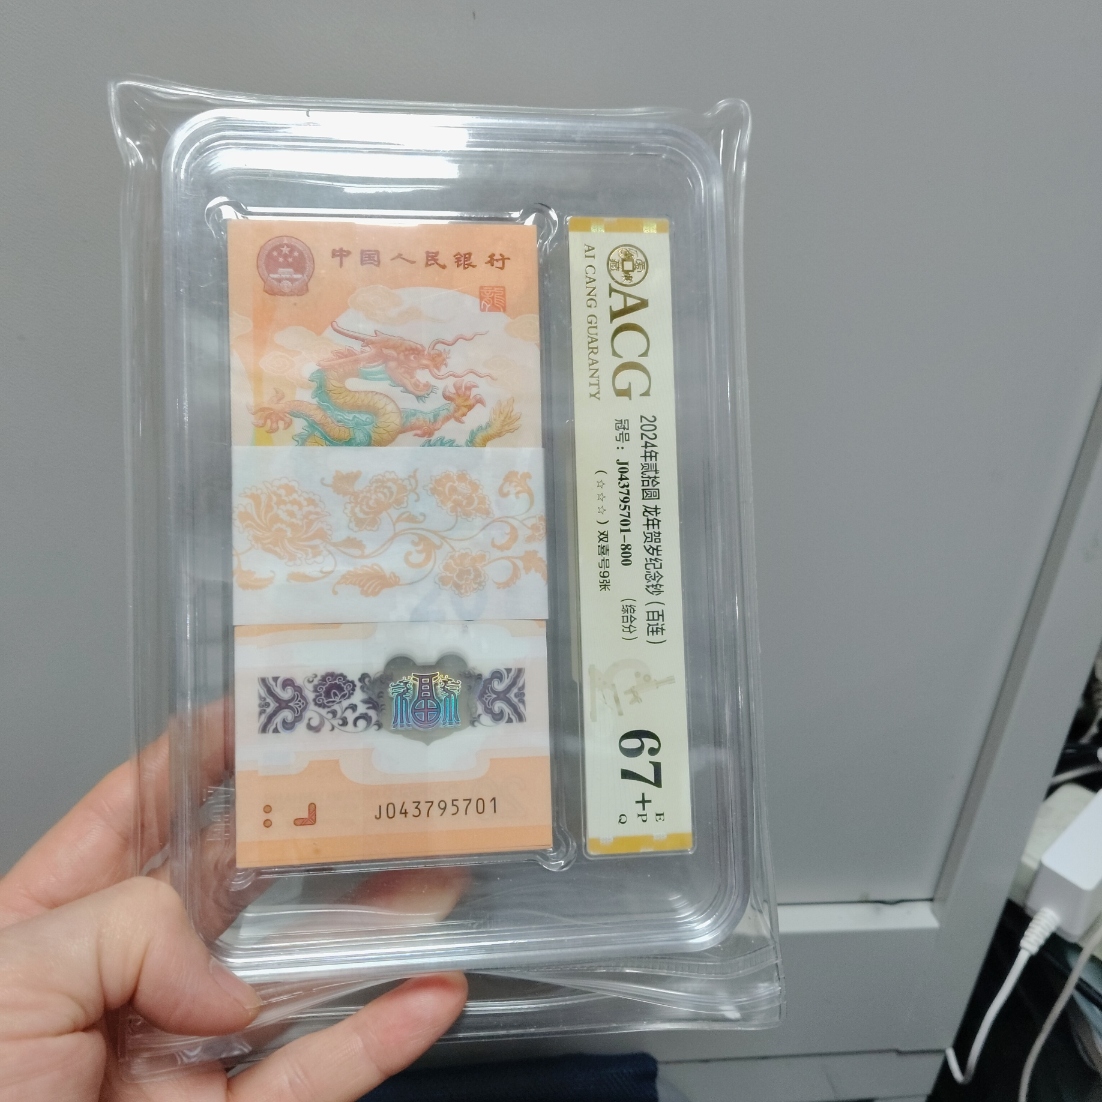 中国人民银行
龍
福
J043795701
ACG
AI CANG GUARANTY
2024年贰拾圆 龙年贺岁纪念钞（百连）
冠号：J043795701-800 （综合分）
（☆☆☆）双喜号9张
67+
E
P
Q